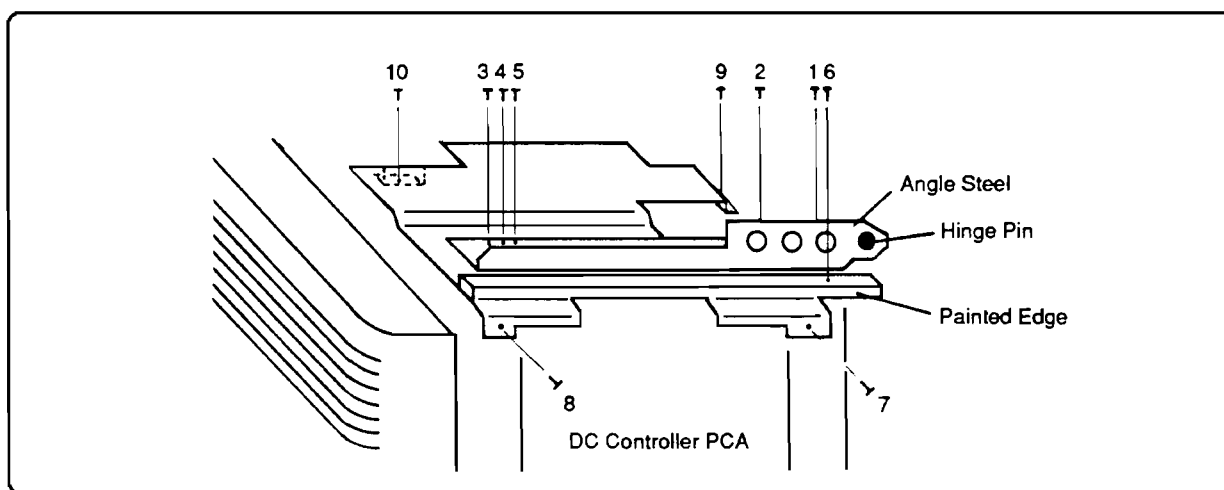 10 3 4 5 9 2 1 6
Angle Steel
Hinge Pin
Painted Edge
8 7
DC Controller PCA